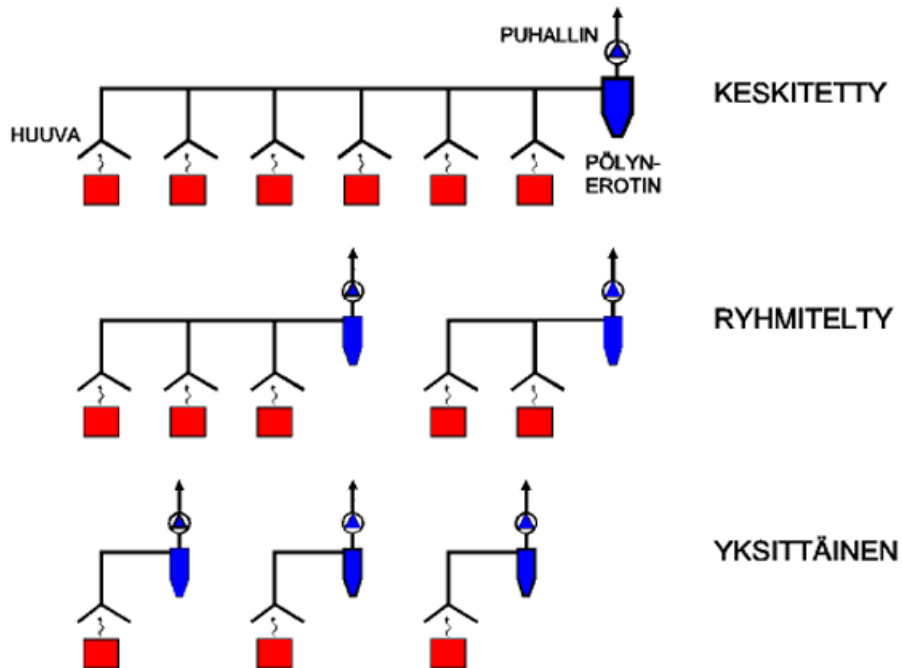 PUHALLIN
KESKITETTY
HUUVA
PÖLYN-
EROTIN
RYHMITELTY
YKSITTÄINEN